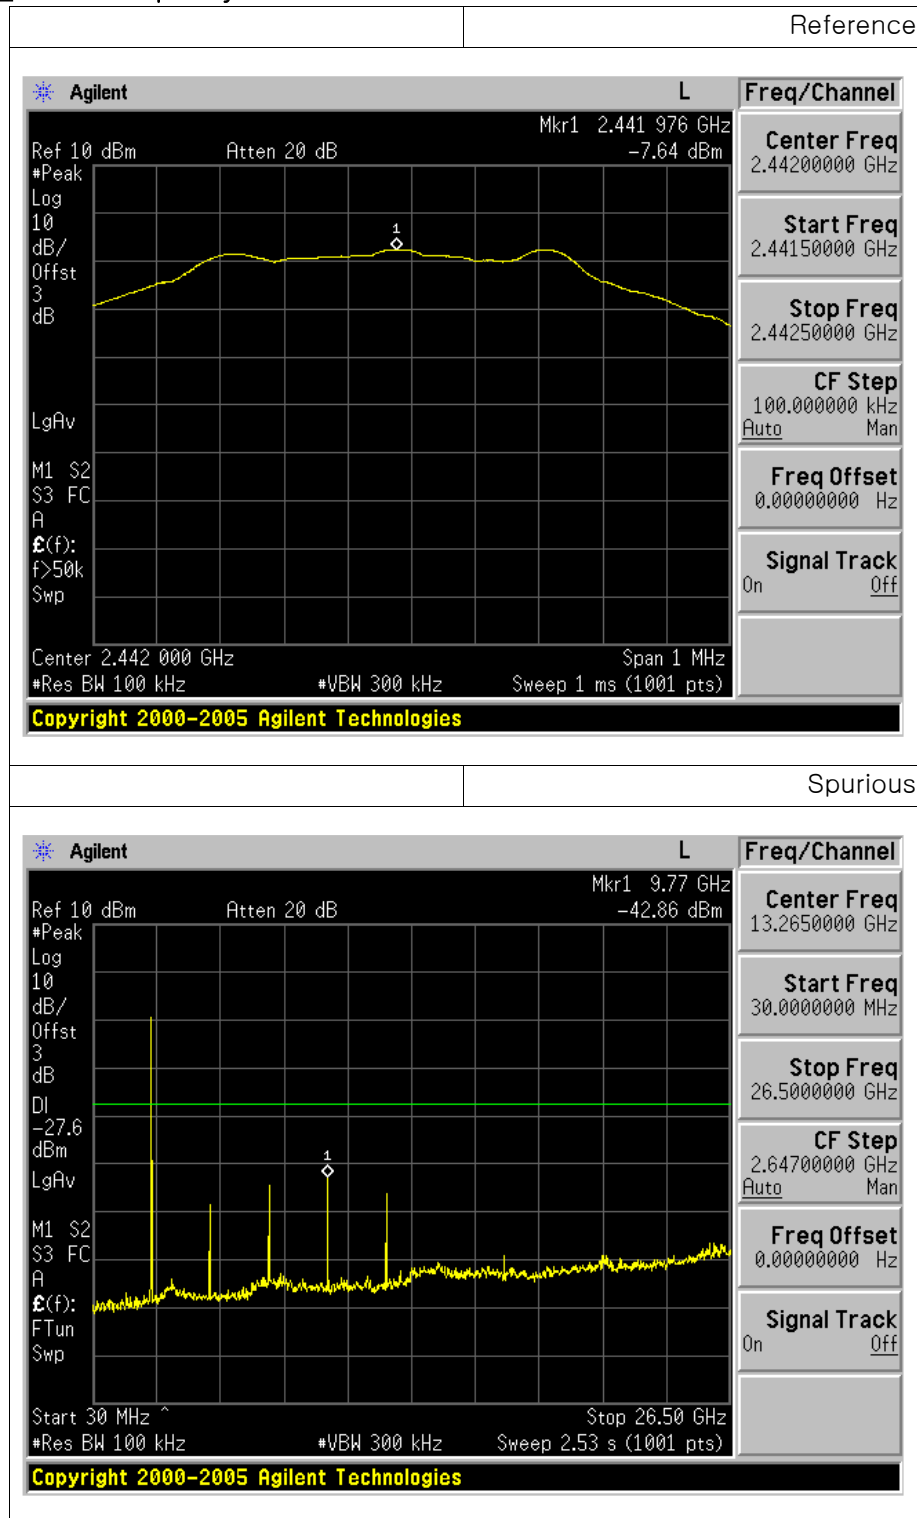 Reference
Agilent L Freq/Channel
Mkr1 2.441 976 GHz
Ref 10 dBm Atten 20 dB -7.64 dBm
#Peak
Log
10
dB/
Offst
3
dB
1
LgAv
M1 S2
S3 FC
A
£(f):
f>50k
Swp
Center 2.442 000 GHz Span 1 MHz
#Res BW 100 kHz #VBW 300 kHz Sweep 1 ms (1001 pts)
Copyright 2000-2005 Agilent Technologies
Center Freq
2.44200000 GHz
Start Freq
2.44150000 GHz
Stop Freq
2.44250000 GHz
CF Step
100.000000 kHz
Auto Man
Freq Offset
0.00000000 Hz
Signal Track
On Off
Spurious
Agilent L Freq/Channel
Mkr1 9.77 GHz
Ref 10 dBm Atten 20 dB -42.86 dBm
#Peak
Log
10
dB/
Offst
3
dB
DI
-27.6
dBm
LgAv
1
M1 S2
S3 FC
A
£(f):
FTun
Swp
Start 30 MHz ^ Stop 26.50 GHz
#Res BW 100 kHz #VBW 300 kHz Sweep 2.53 s (1001 pts)
Copyright 2000-2005 Agilent Technologies
Center Freq
13.2650000 GHz
Start Freq
30.0000000 MHz
Stop Freq
26.5000000 GHz
CF Step
2.64700000 GHz
Auto Man
Freq Offset
0.00000000 Hz
Signal Track
On Off